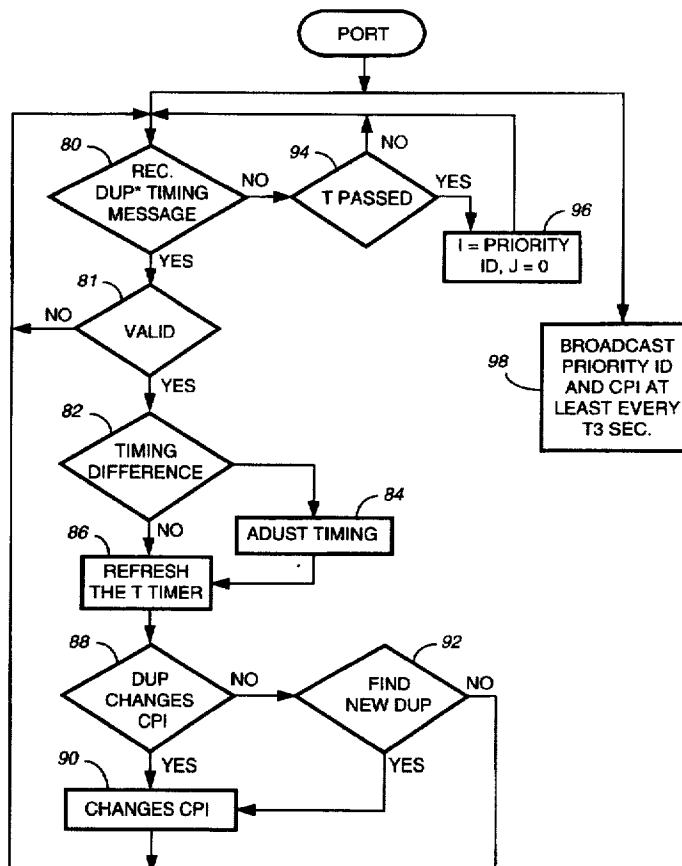 PORT
80
REC.
DUP* TIMING
MESSAGE
NO
94
T PASSED
NO
YES
96
I = PRIORITY
ID, J = 0
YES
81
VALID
NO
YES
98
BROADCAST
PRIORITY ID
AND CPI AT
LEAST EVERY
T3 SEC.
82
TIMING
DIFFERENCE
84
ADUST TIMING
NO
86
REFRESH
THE T TIMER
88
DUP
CHANGES
CPI
NO
92
FIND
NEW DUP
NO
YES
YES
90
CHANGES CPI